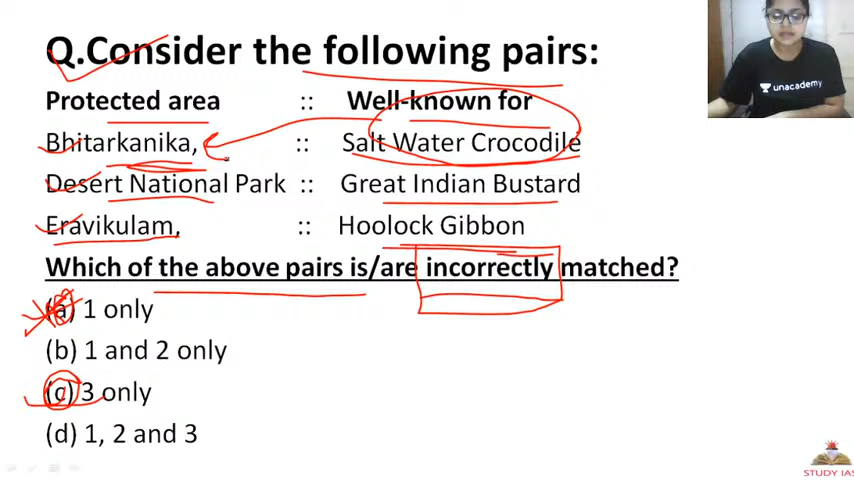 Q.Consider the following pairs:
Protected area :: Well-known for
Bhitarkanika, :: Salt Water Crocodile
Desert National Park :: Great Indian Bustard
Eravikulam, :: Hoolock Gibbon
Which of the above pairs is/are incorrectly matched?
(a) 1 only
(b) 1 and 2 only
(c) 3 only
(d) 1, 2 and 3
unacademy
STUDY IAS